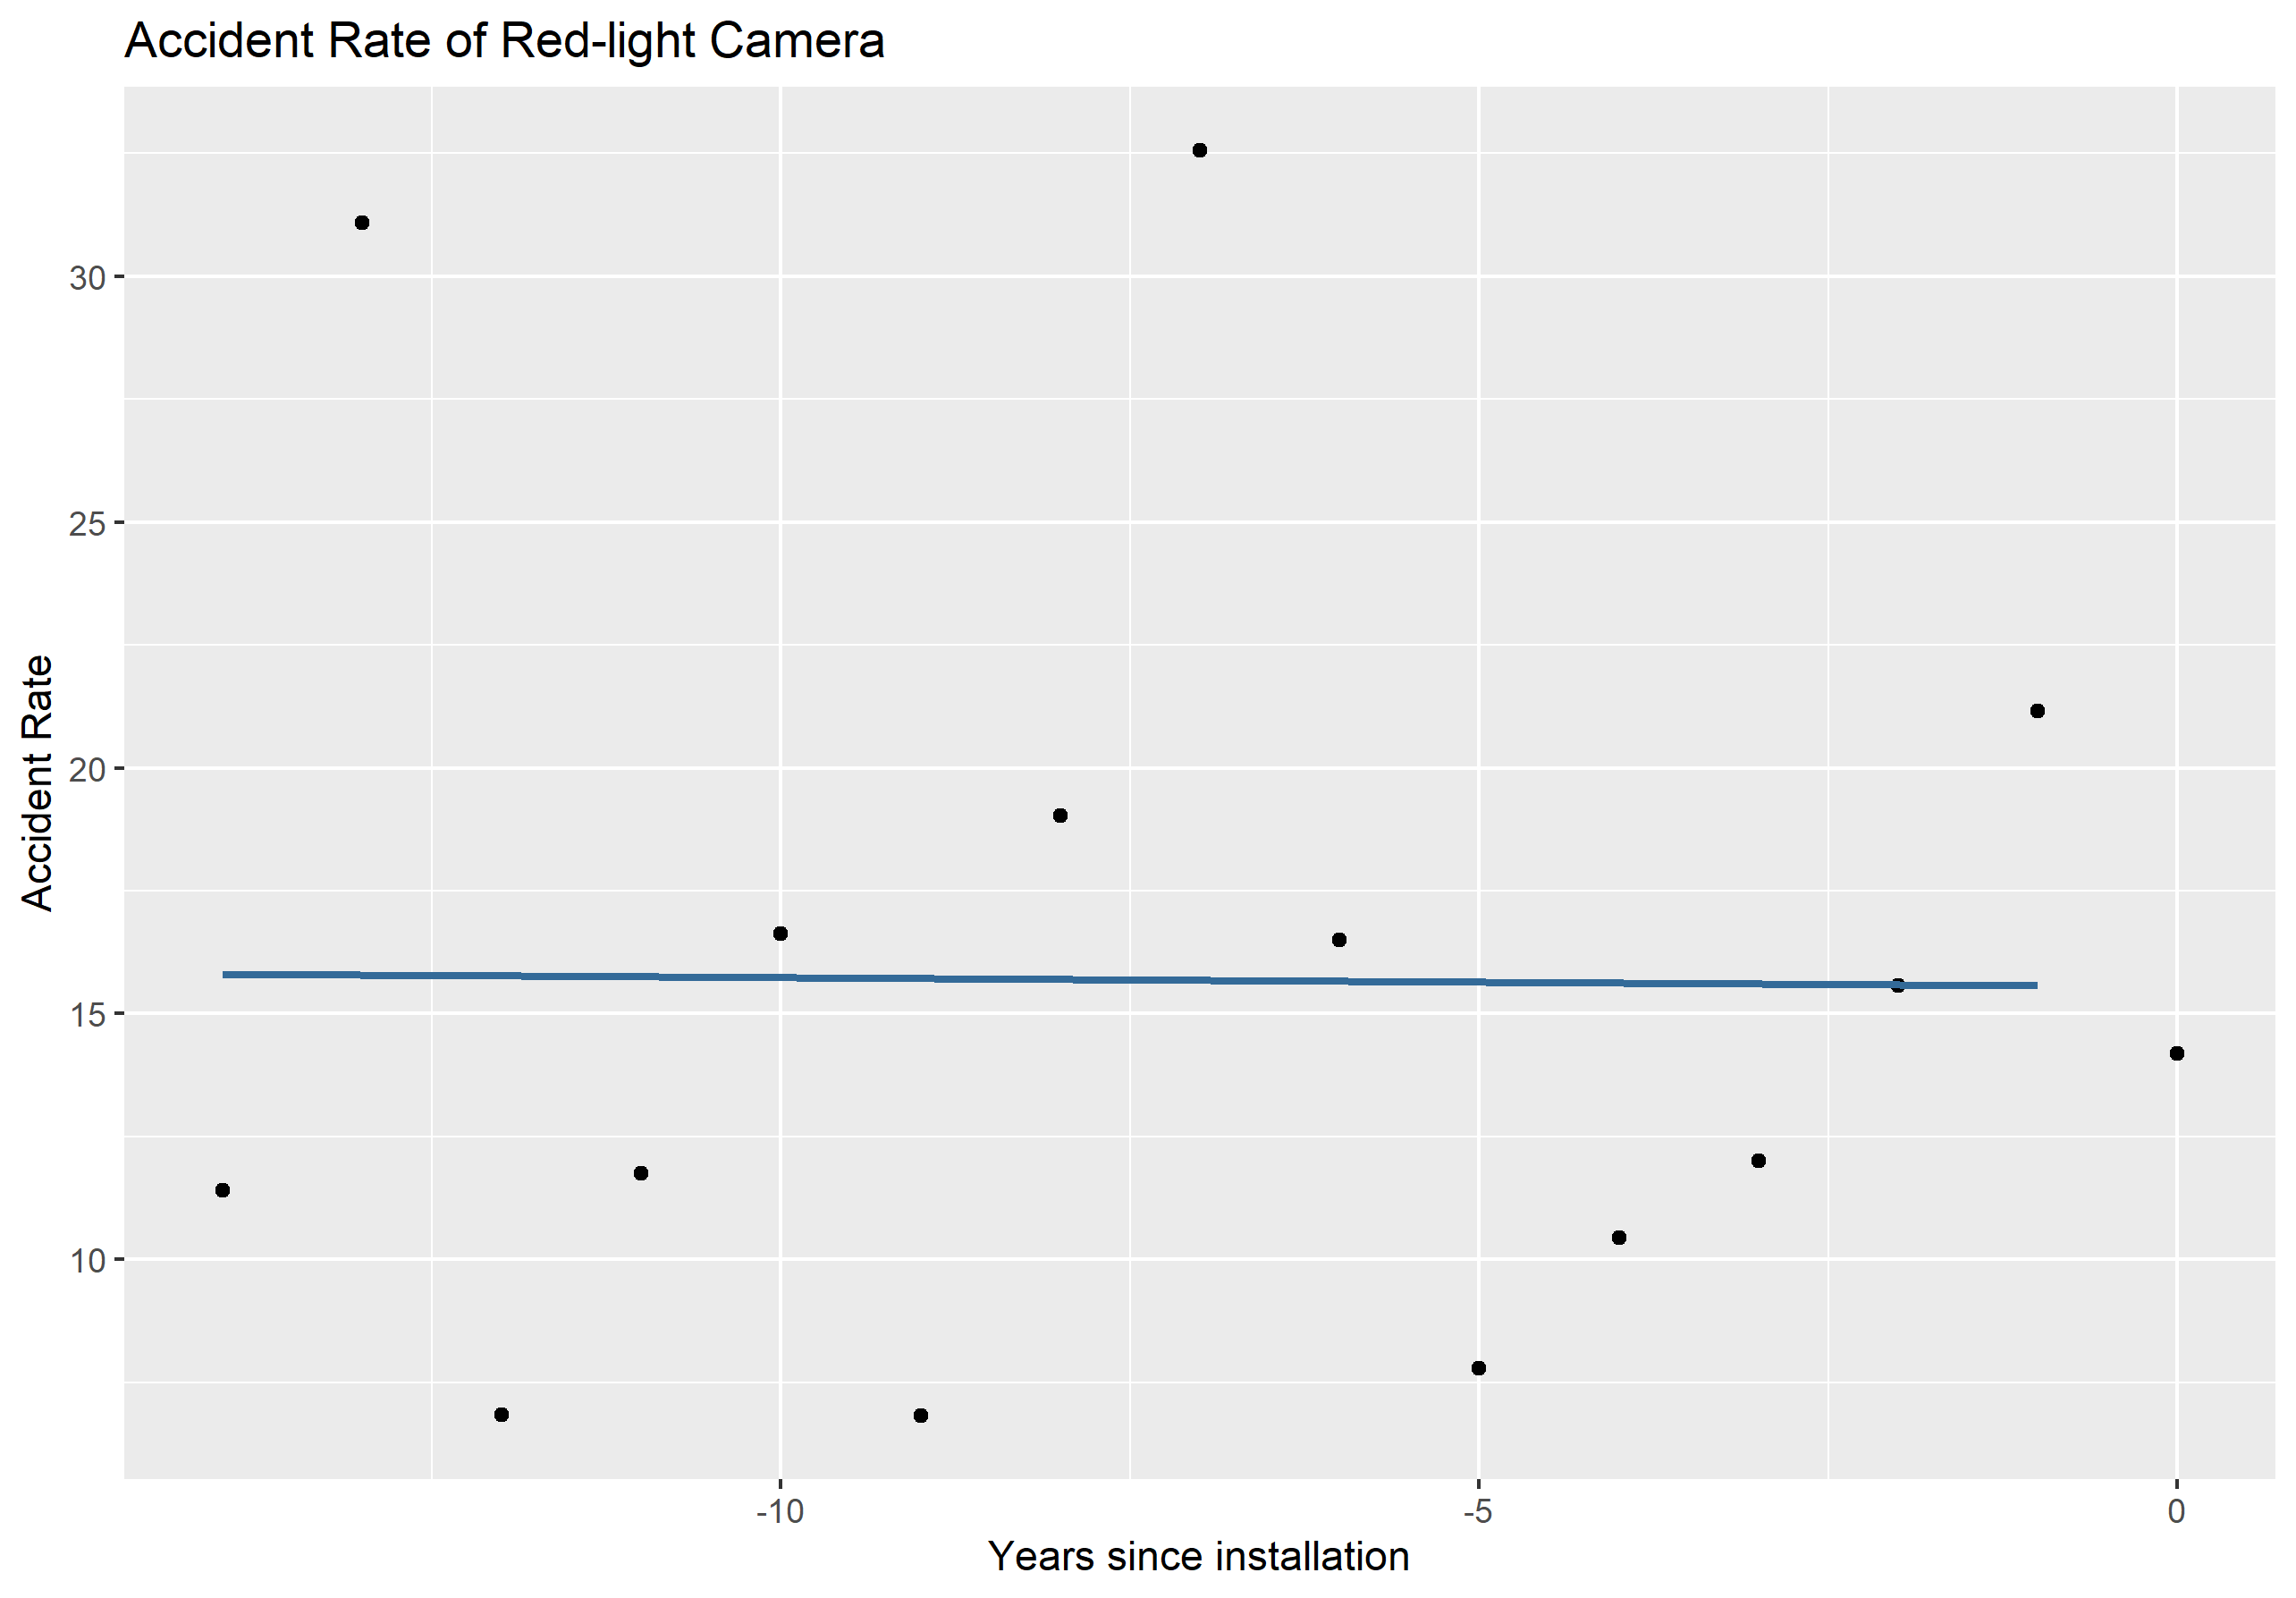 Accident Rate of Red-light Camera
30
25
20
15
10
Accident Rate
-10
-5
0
Years since installation